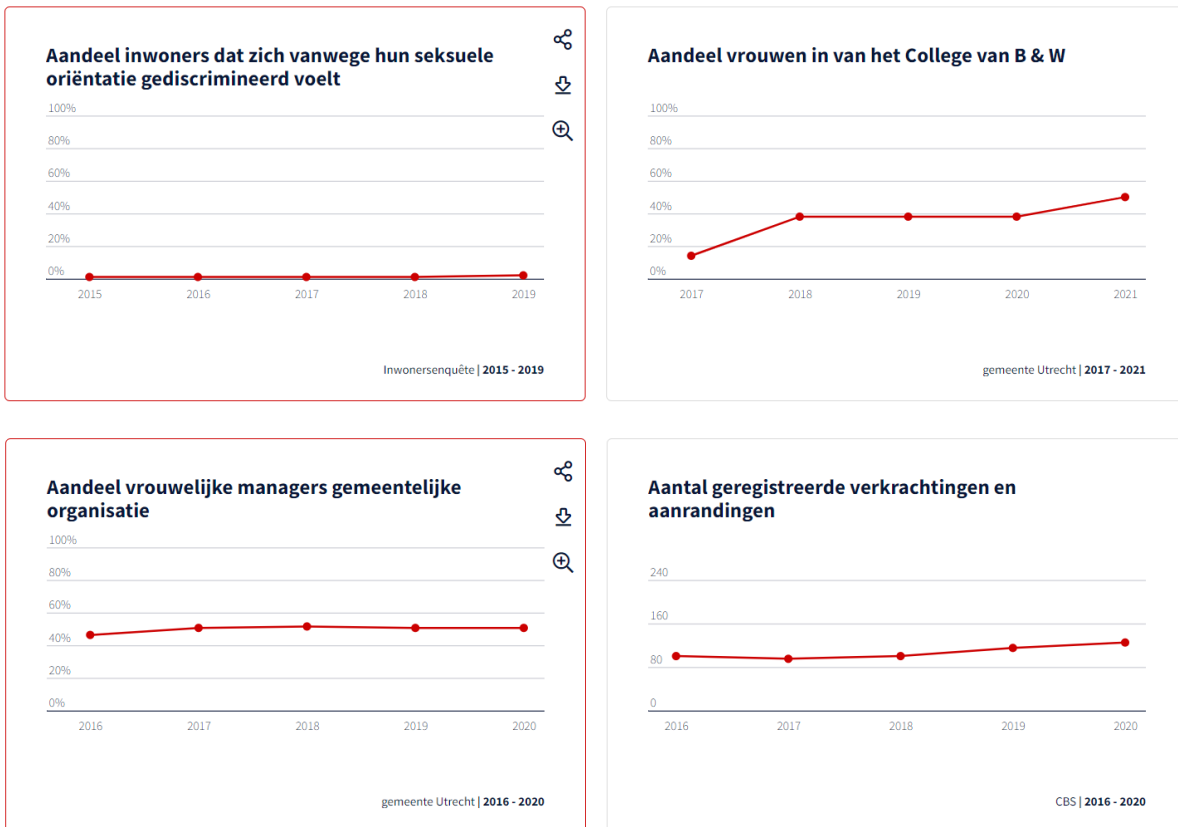 Aandeel inwoners dat zich vanwege hun seksuele
oriëntatie gediscrimineerd voelt
100%
80%
60%
40%
20%
0%
2015 2016 2017 2018 2019
Inwonersenquête | 2015 - 2019
Aandeel vrouwen in van het College van B & W
100%
80%
60%
40%
20%
0%
2017 2018 2019 2020 2021
gemeente Utrecht | 2017 - 2021
Aandeel vrouwelijke managers gemeentelijke
organisatie
100%
80%
60%
40%
20%
0%
2016 2017 2018 2019 2020
gemeente Utrecht | 2016 - 2020
Aantal geregistreerde verkrachtingen en
aanrandingen
240
160
80
0
2016 2017 2018 2019 2020
CBS | 2016 - 2020